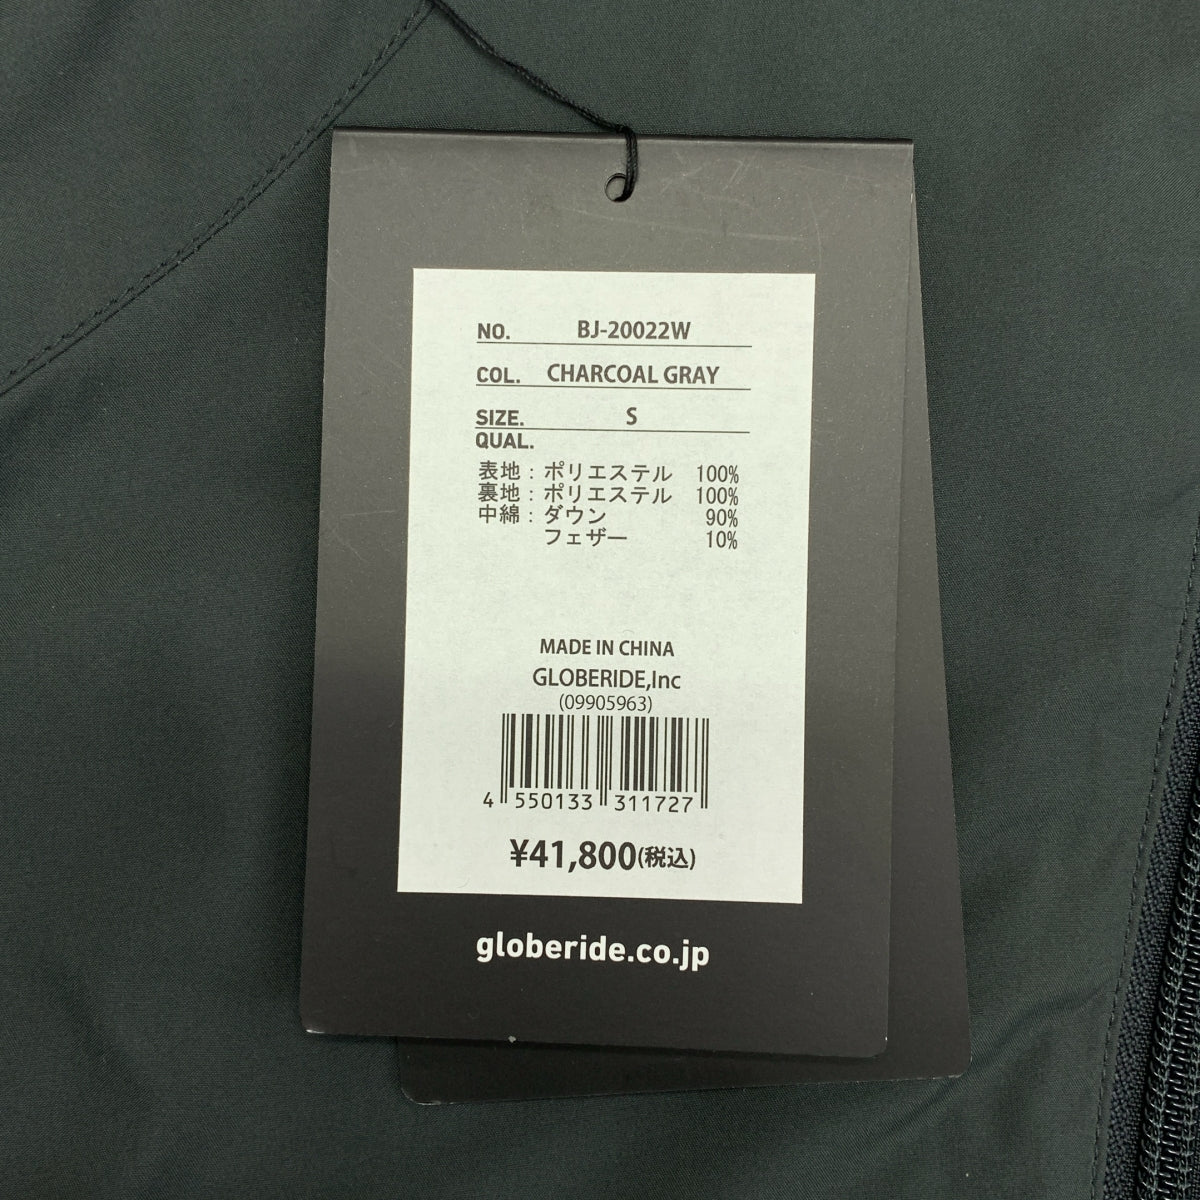 NO. BJ-20022W
COL. CHARCOAL GRAY
SIZE. S
QUAL.
表地：ポリエステル 100%
裏地：ポリエステル 100%
中綿：ダウン 90%
フェザー 10%
MADE IN CHINA
GLOBERIDE,Inc
(09905963)
4 550133 311727
¥41,800(税込)
globeride.co.jp